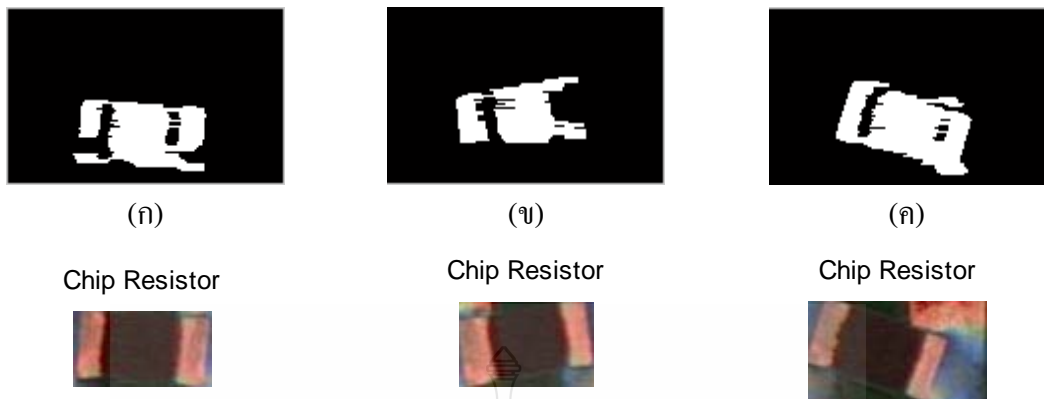 (ก) (ข) (ค)
Chip Resistor Chip Resistor Chip Resistor